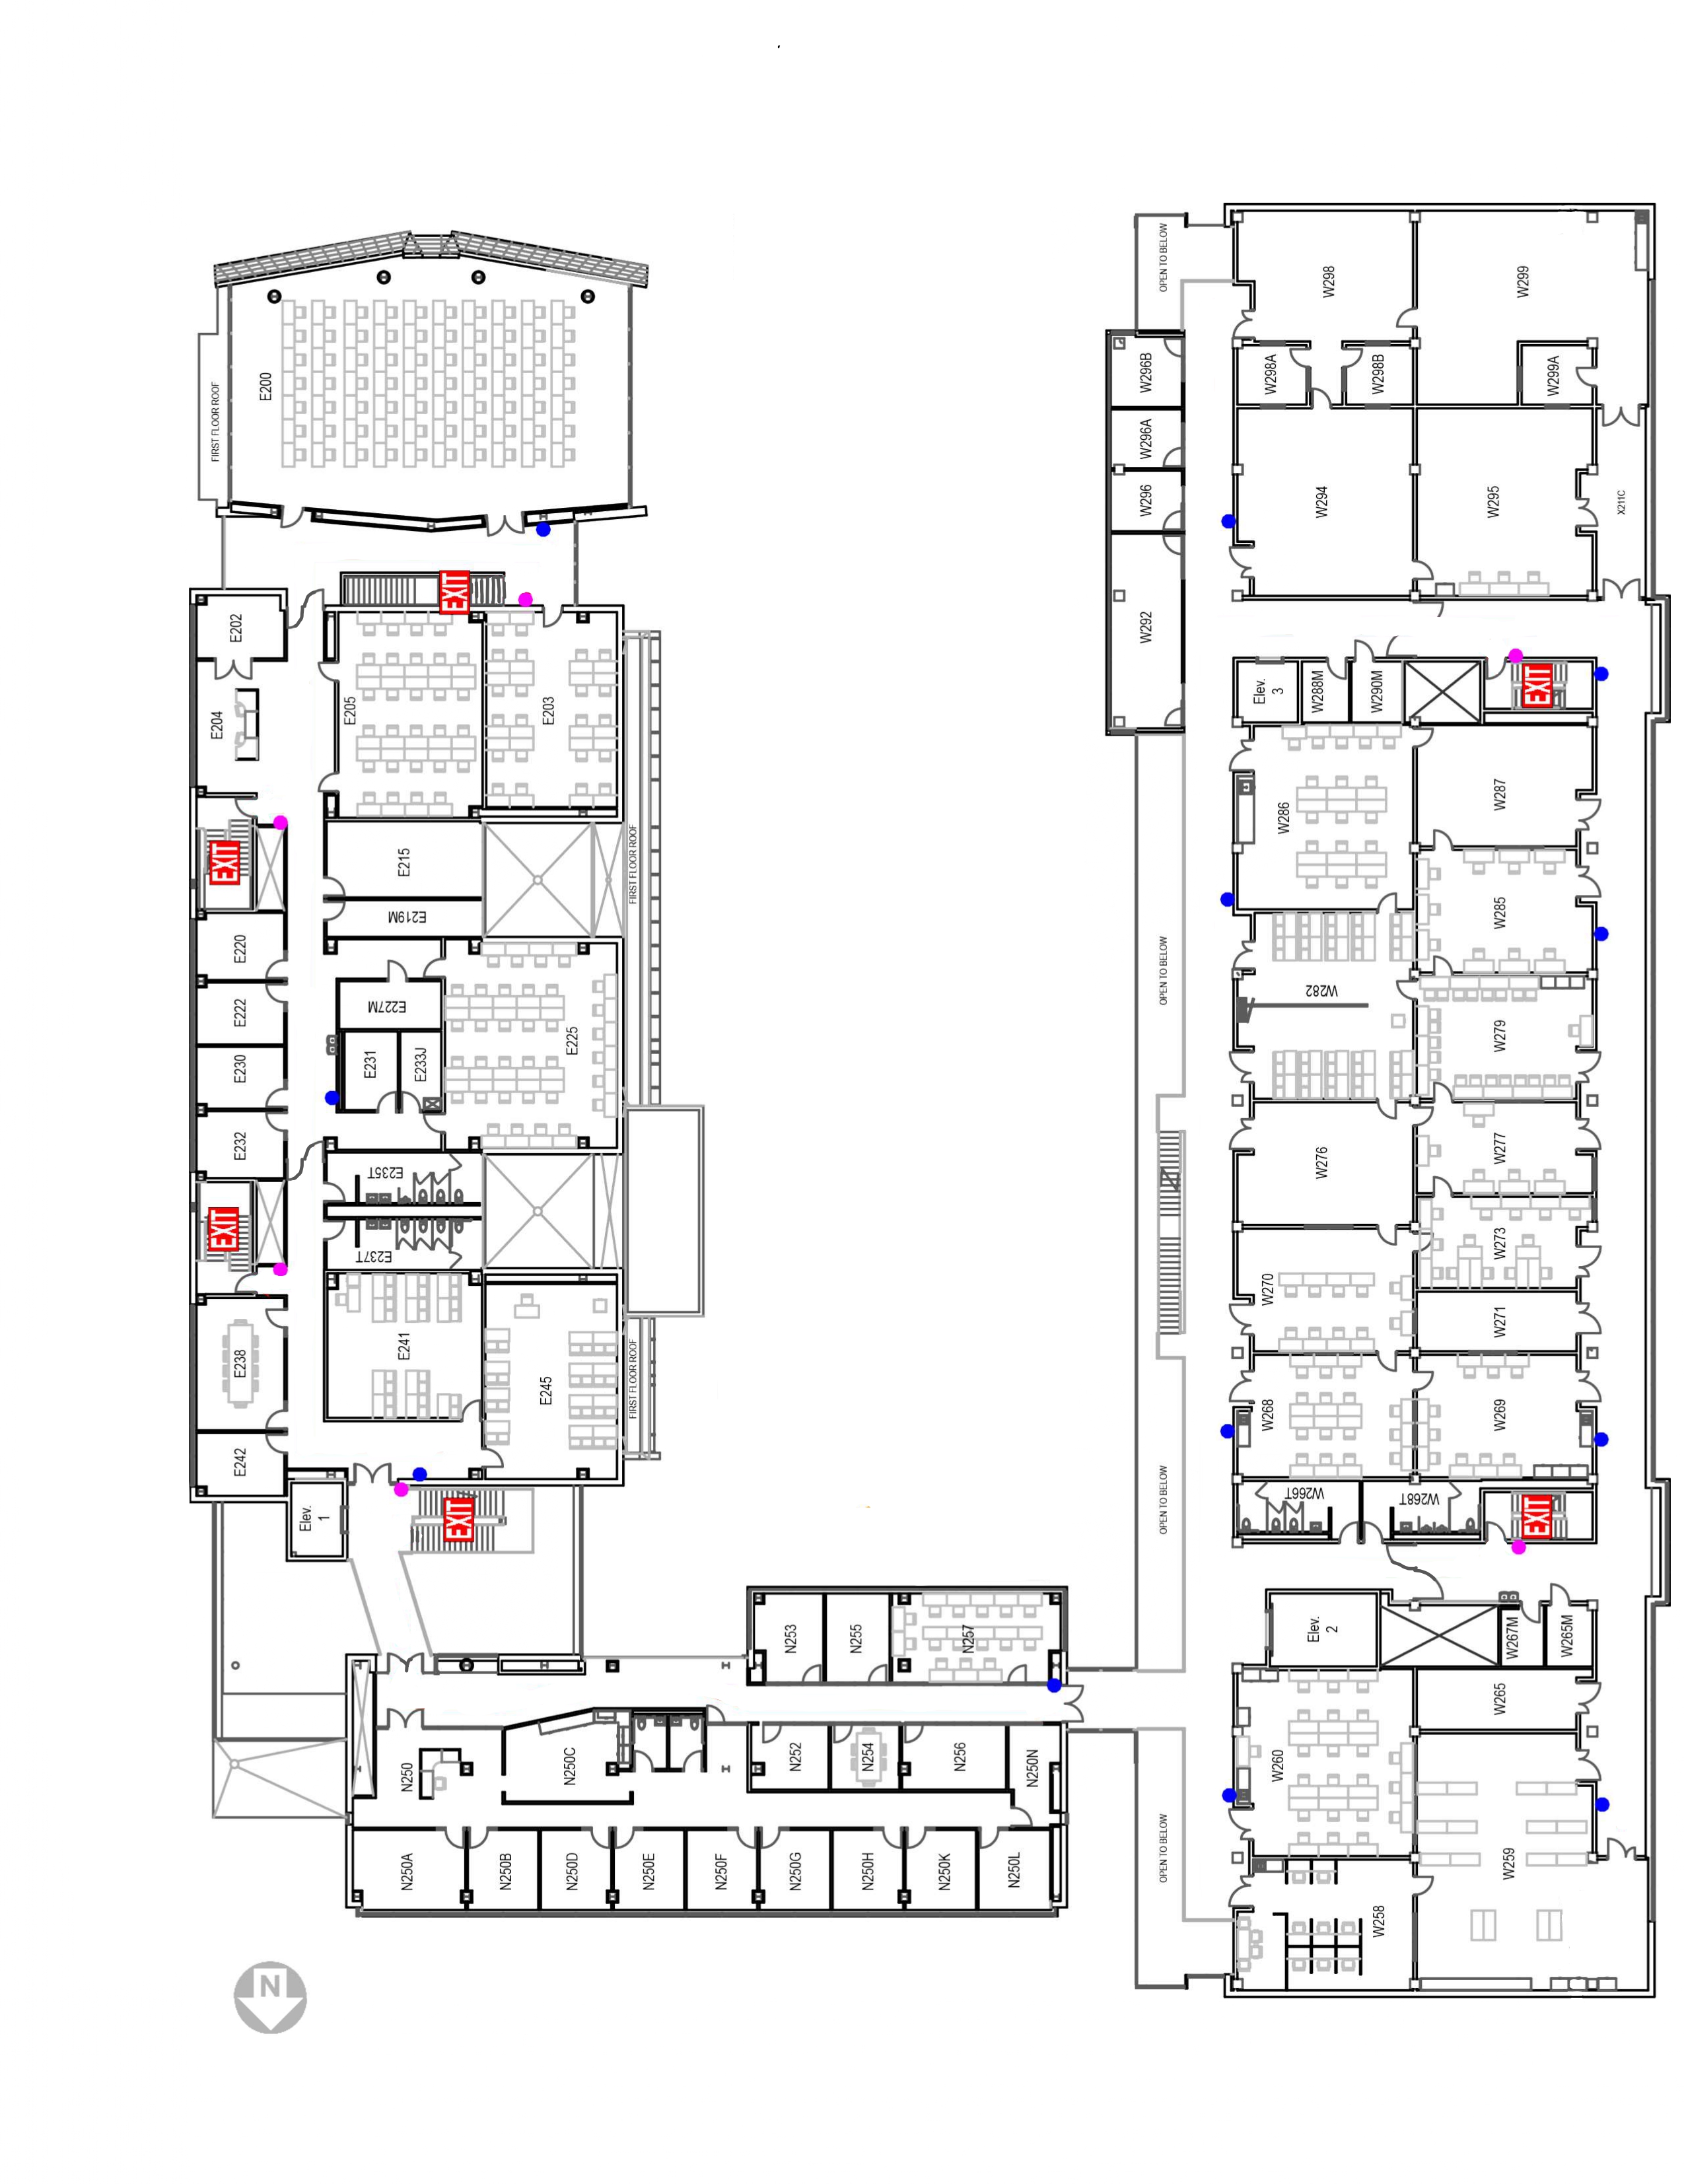 N
W258
W259
OPEN TO BELOW
W260
W265
W265M
W267M
Elev.
2
EXIT
W268T
W266T
OPEN TO BELOW
W269
W268
W271
W270
W273
W276
W277
W279
W282
OPEN TO BELOW
W285
W286
W287
EXIT
W290M
W288M
Elev.
3
W292
W295
W294
X211C
W296
W296A
W296B
W299A
W298B
W298A
W299
W298
OPEN TO BELOW
N250L
N250K
N250H
N250G
N250F
N250E
N250D
N250B
N250A
N250N
N256
N254
N252
N250C
N250
N257
N255
N253
EXIT
Elev.
1
E242
FIRST FLOOR ROOF
E245
E241
E238
E237T
EXIT
E235T
E232
E225
E233J
E231
E230
E227M
E222
E220
E219M
FIRST FLOOR ROOF
E215
EXIT
E203
E205
E204
E202
EXIT
E200
FIRST FLOOR ROOF